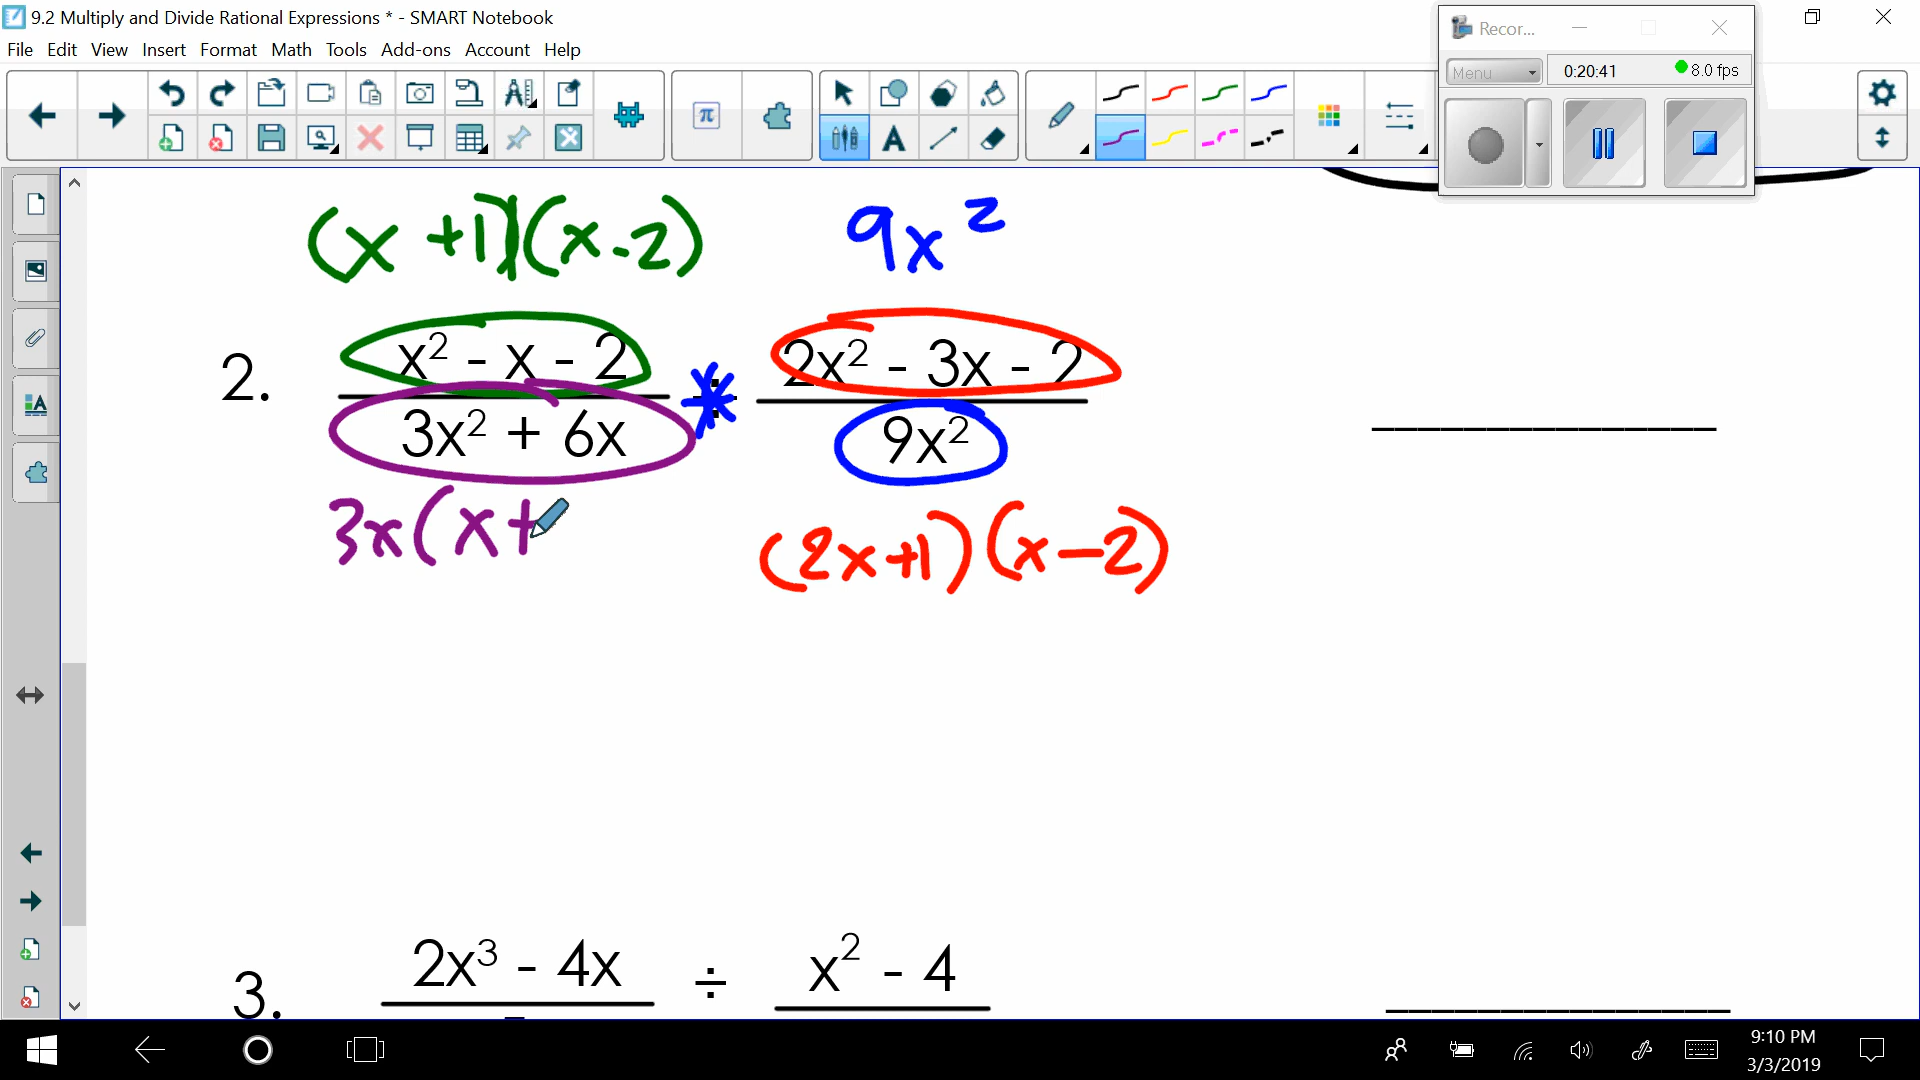 9.2 Multiply and Divide Rational Expressions * - SMART Notebook
File Edit View Insert Format Math Tools Add-ons Account Help
Recor...
Menu 0:20:41 8.0 fps
π
A
A
(x +1)(x-2) 9x²
2. x² - x - 2 ÷ * 2x² - 3x - 2
3x² + 6x 9x²
3x(x+ (2x+1)(x-2)
3. 2x³ - 4x ÷ x² - 4
9:10 PM
3/3/2019